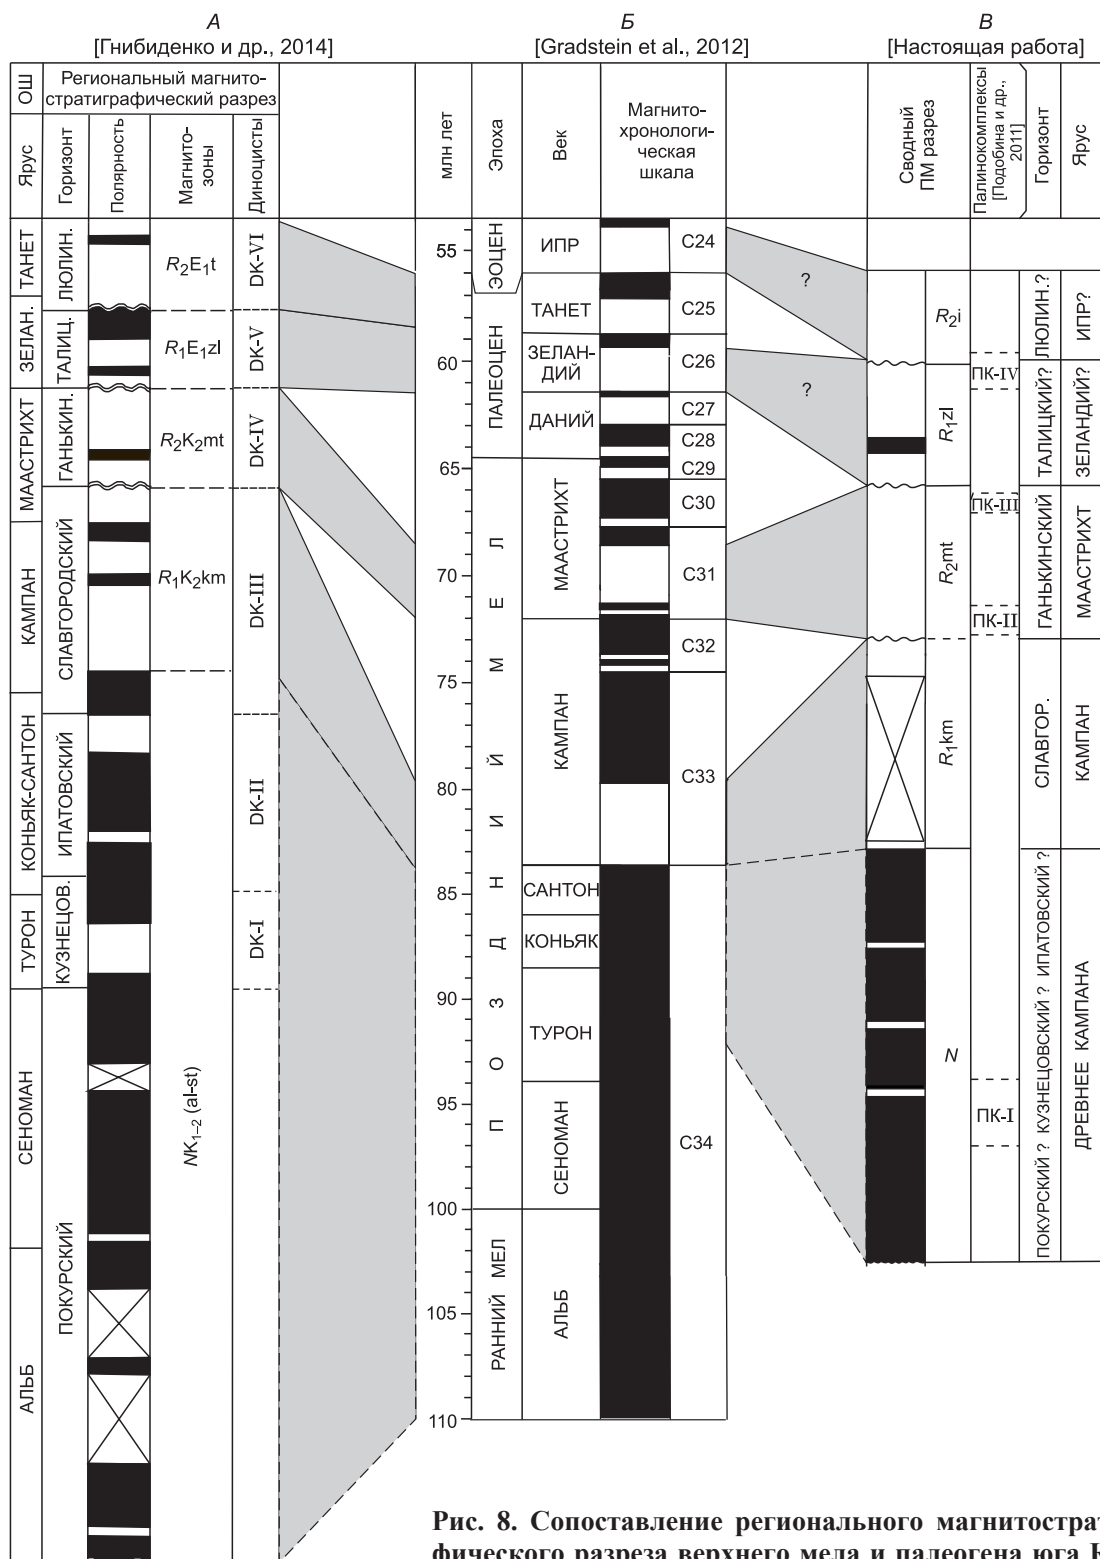 А
[Гнибиденко и др., 2014]
ОШ
Региональный магнито-
стратиграфический разрез
Ярус
Горизонт
Полярность
Магнито-
зоны
Диноцисты
ТАНЕТ
ЗЕЛАН.
МААСТРИХТ
КАМПАН
КОНЬЯК-САНТОН
ТУРОН
СЕНОМАН
АЛЬБ
ЛЮЛИН.
ТАЛИЦ.
ГАНЬКИН.
СЛАВГОРОДСКИЙ
ИПАТОВСКИЙ
КУЗНЕЦОВ.
ПОКУРСКИЙ
R2E1t
R1E1zl
R2K2mt
R1K2km
NK1–2 (al-st)
DK-VI
DK-V
DK-IV
DK-III
DK-II
DK-I
Б
[Gradstein et al., 2012]
млн лет
Эпоха
Век
Магнито-
хронологи-
ческая
шкала
55
60
65
70
75
80
85
90
95
100
105
110
ЭОЦЕН
ПАЛЕОЦЕН
ПОЗДНИЙ МЕЛ
РАННИЙ МЕЛ
ИПР
ТАНЕТ
ЗЕЛАН-
ДИЙ
ДАНИЙ
МААСТРИХТ
КАМПАН
САНТОН
КОНЬЯК
ТУРОН
СЕНОМАН
АЛЬБ
C24
C25
C26
C27
C28
C29
C30
C31
C32
C33
C34
?
?
В
[Настоящая работа]
Сводный
ПМ разрез
Палинокомплексы
[Подобина и др.,
2011]
Горизонт
Ярус
R2i
R1zl
R2mt
R1km
N
ПК-IV
ПК-III
ПК-II
ПК-I
ЛЮЛИН.?
ТАЛИЦКИЙ?
ГАНЬКИНСКИЙ
СЛАВГОР.
ПОКУРСКИЙ ? КУЗНЕЦОВСКИЙ ? ИПАТОВСКИЙ ?
ИПР?
ЗЕЛАНДИЙ?
МААСТРИХТ
КАМПАН
ДРЕВНЕЕ КАМПАНА
Рис. 8. Сопоставление регионального магнитострат
фического разреза верхнего мела и палеогена юга